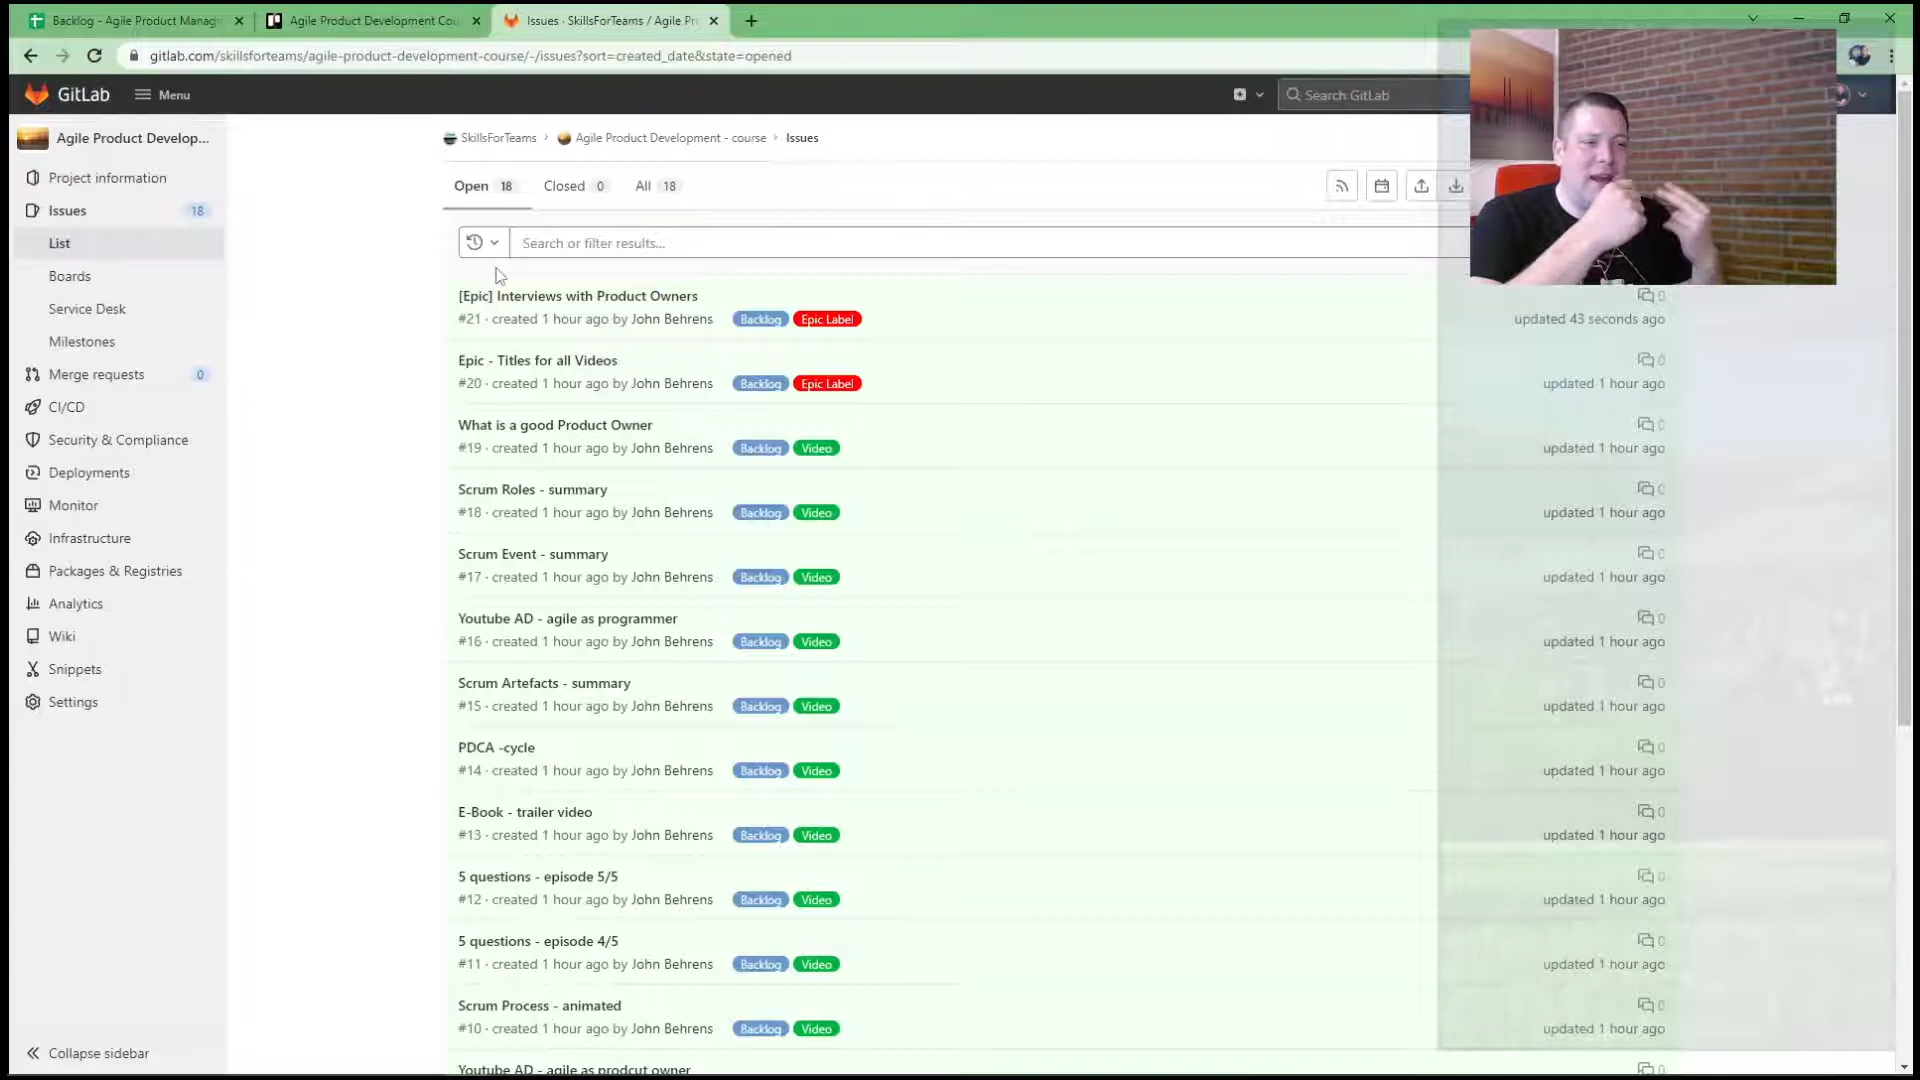 Backlog - Agile Product Manag
Agile Product Development Cou
Issues · SkillsForTeams / Agile Pr
gitlab.com/skillsforteams/agile-product-development-course/-/issues?sort=created_date&state=opened
GitLab
Menu
Search GitLab
Agile Product Develop...
Project information
Issues 18
List
Boards
Service Desk
Milestones
Merge requests 0
CI/CD
Security & Compliance
Deployments
Monitor
Infrastructure
Packages & Registries
Analytics
Wiki
Snippets
Settings
Collapse sidebar
SkillsForTeams › Agile Product Development - course › Issues
Open 18 Closed 0 All 18
Search or filter results...
[Epic] Interviews with Product Owners 0
#21 · created 1 hour ago by John Behrens Backlog Epic Label updated 43 seconds ago
Epic - Titles for all Videos 0
#20 · created 1 hour ago by John Behrens Backlog Epic Label updated 1 hour ago
What is a good Product Owner 0
#19 · created 1 hour ago by John Behrens Backlog Video updated 1 hour ago
Scrum Roles - summary 0
#18 · created 1 hour ago by John Behrens Backlog Video updated 1 hour ago
Scrum Event - summary 0
#17 · created 1 hour ago by John Behrens Backlog Video updated 1 hour ago
Youtube AD - agile as programmer 0
#16 · created 1 hour ago by John Behrens Backlog Video updated 1 hour ago
Scrum Artefacts - summary 0
#15 · created 1 hour ago by John Behrens Backlog Video updated 1 hour ago
PDCA -cycle 0
#14 · created 1 hour ago by John Behrens Backlog Video updated 1 hour ago
E-Book - trailer video 0
#13 · created 1 hour ago by John Behrens Backlog Video updated 1 hour ago
5 questions - episode 5/5 0
#12 · created 1 hour ago by John Behrens Backlog Video updated 1 hour ago
5 questions - episode 4/5 0
#11 · created 1 hour ago by John Behrens Backlog Video updated 1 hour ago
Scrum Process - animated 0
#10 · created 1 hour ago by John Behrens Backlog Video updated 1 hour ago
Youtube AD - agile as prodcut owner 0